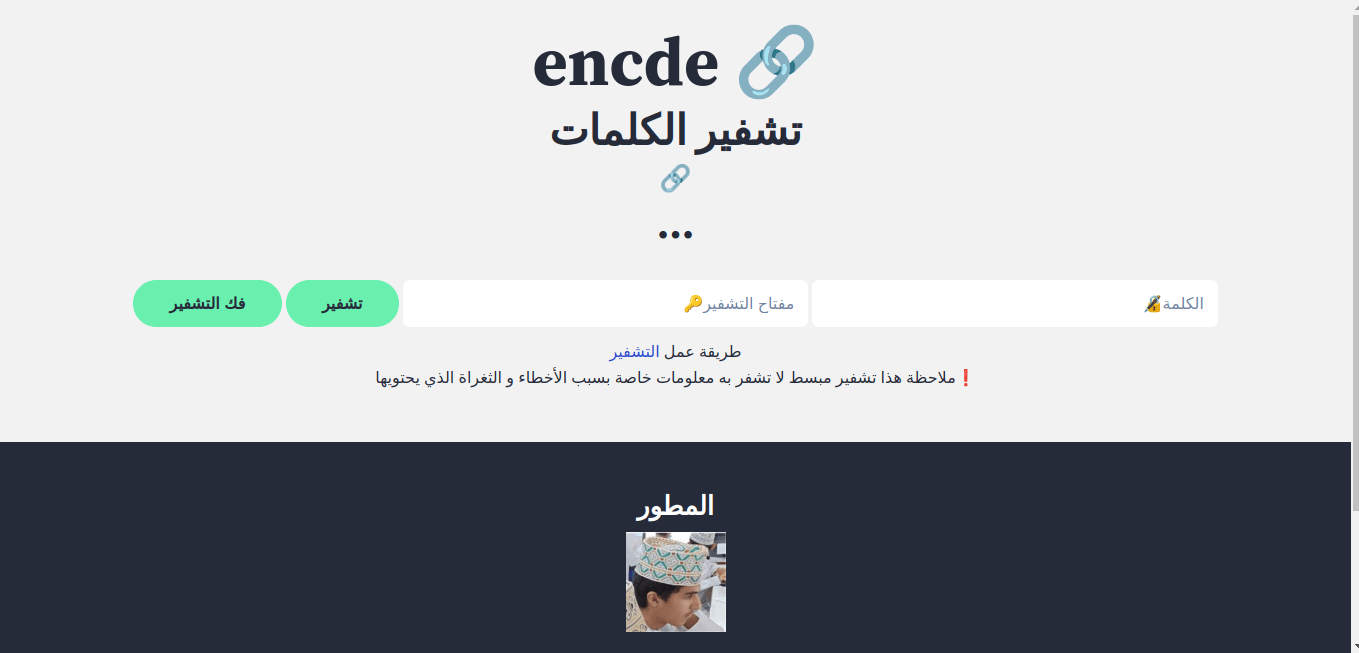 encde 🔗
تشفير الكلمات
🔗
...
الكلمة🔏 مفتاح التشفير🔑 تشفير فك التشفير
طريقة عمل التشفير
❗ ملاحظة هذا تشفير مبسط لا تشفر به معلومات خاصة بسبب الأخطاء و الثغراة الذي يحتويها
المطور